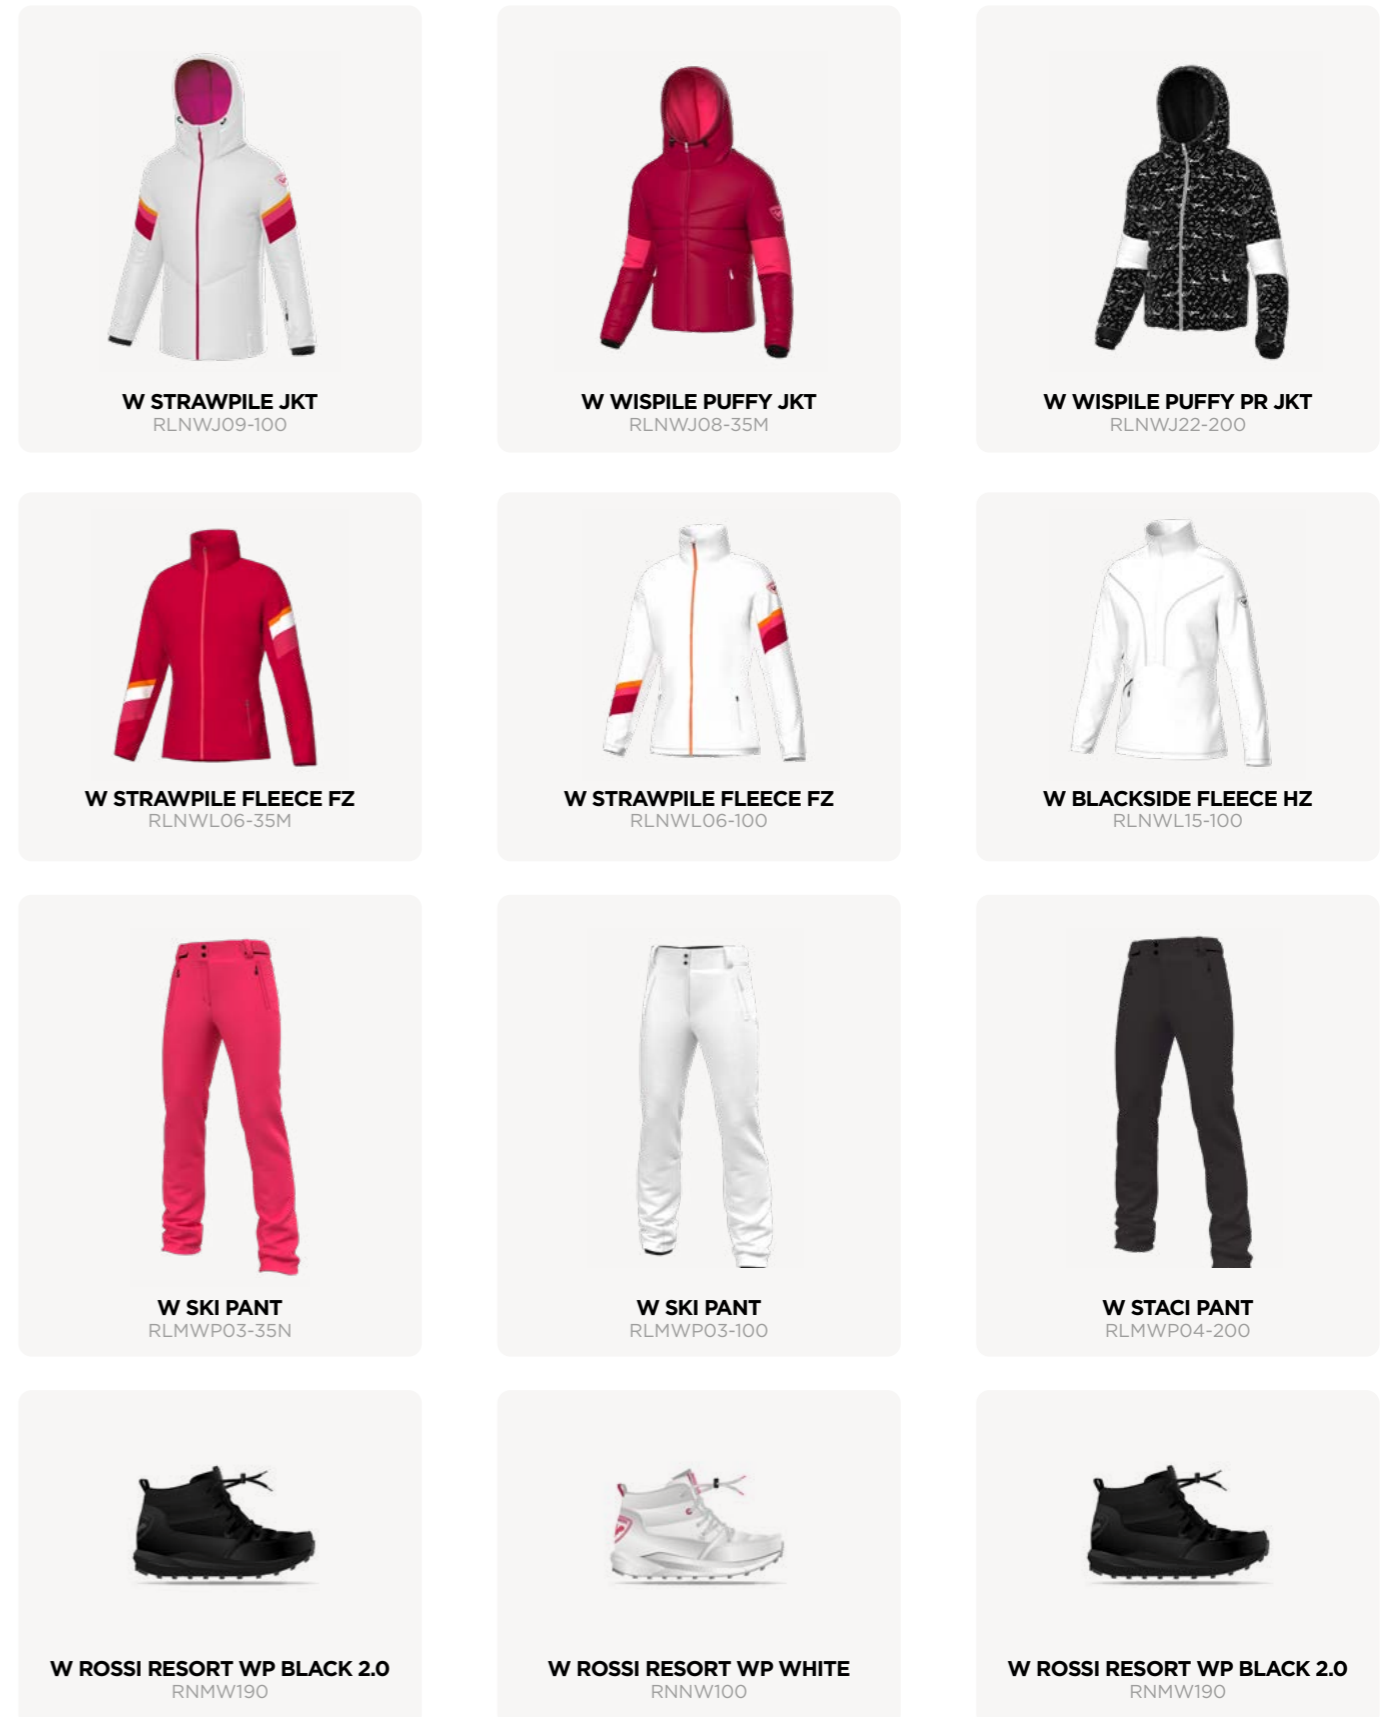 W STRAWPILE JKT
RLNWJ09-100
W WISPILE PUFFY JKT
RLNWJ08-35M
W WISPILE PUFFY PR JKT
RLNWJ22-200
W STRAWPILE FLEECE FZ
RLNWL06-35M
W STRAWPILE FLEECE FZ
RLNWL06-100
W BLACKSIDE FLEECE HZ
RLNWL15-100
W SKI PANT
RLMWP03-35N
W SKI PANT
RLMWP03-100
W STACI PANT
RLMWP04-200
W ROSSI RESORT WP BLACK 2.0
RNMW190
W ROSSI RESORT WP WHITE
RNNW100
W ROSSI RESORT WP BLACK 2.0
RNMW190